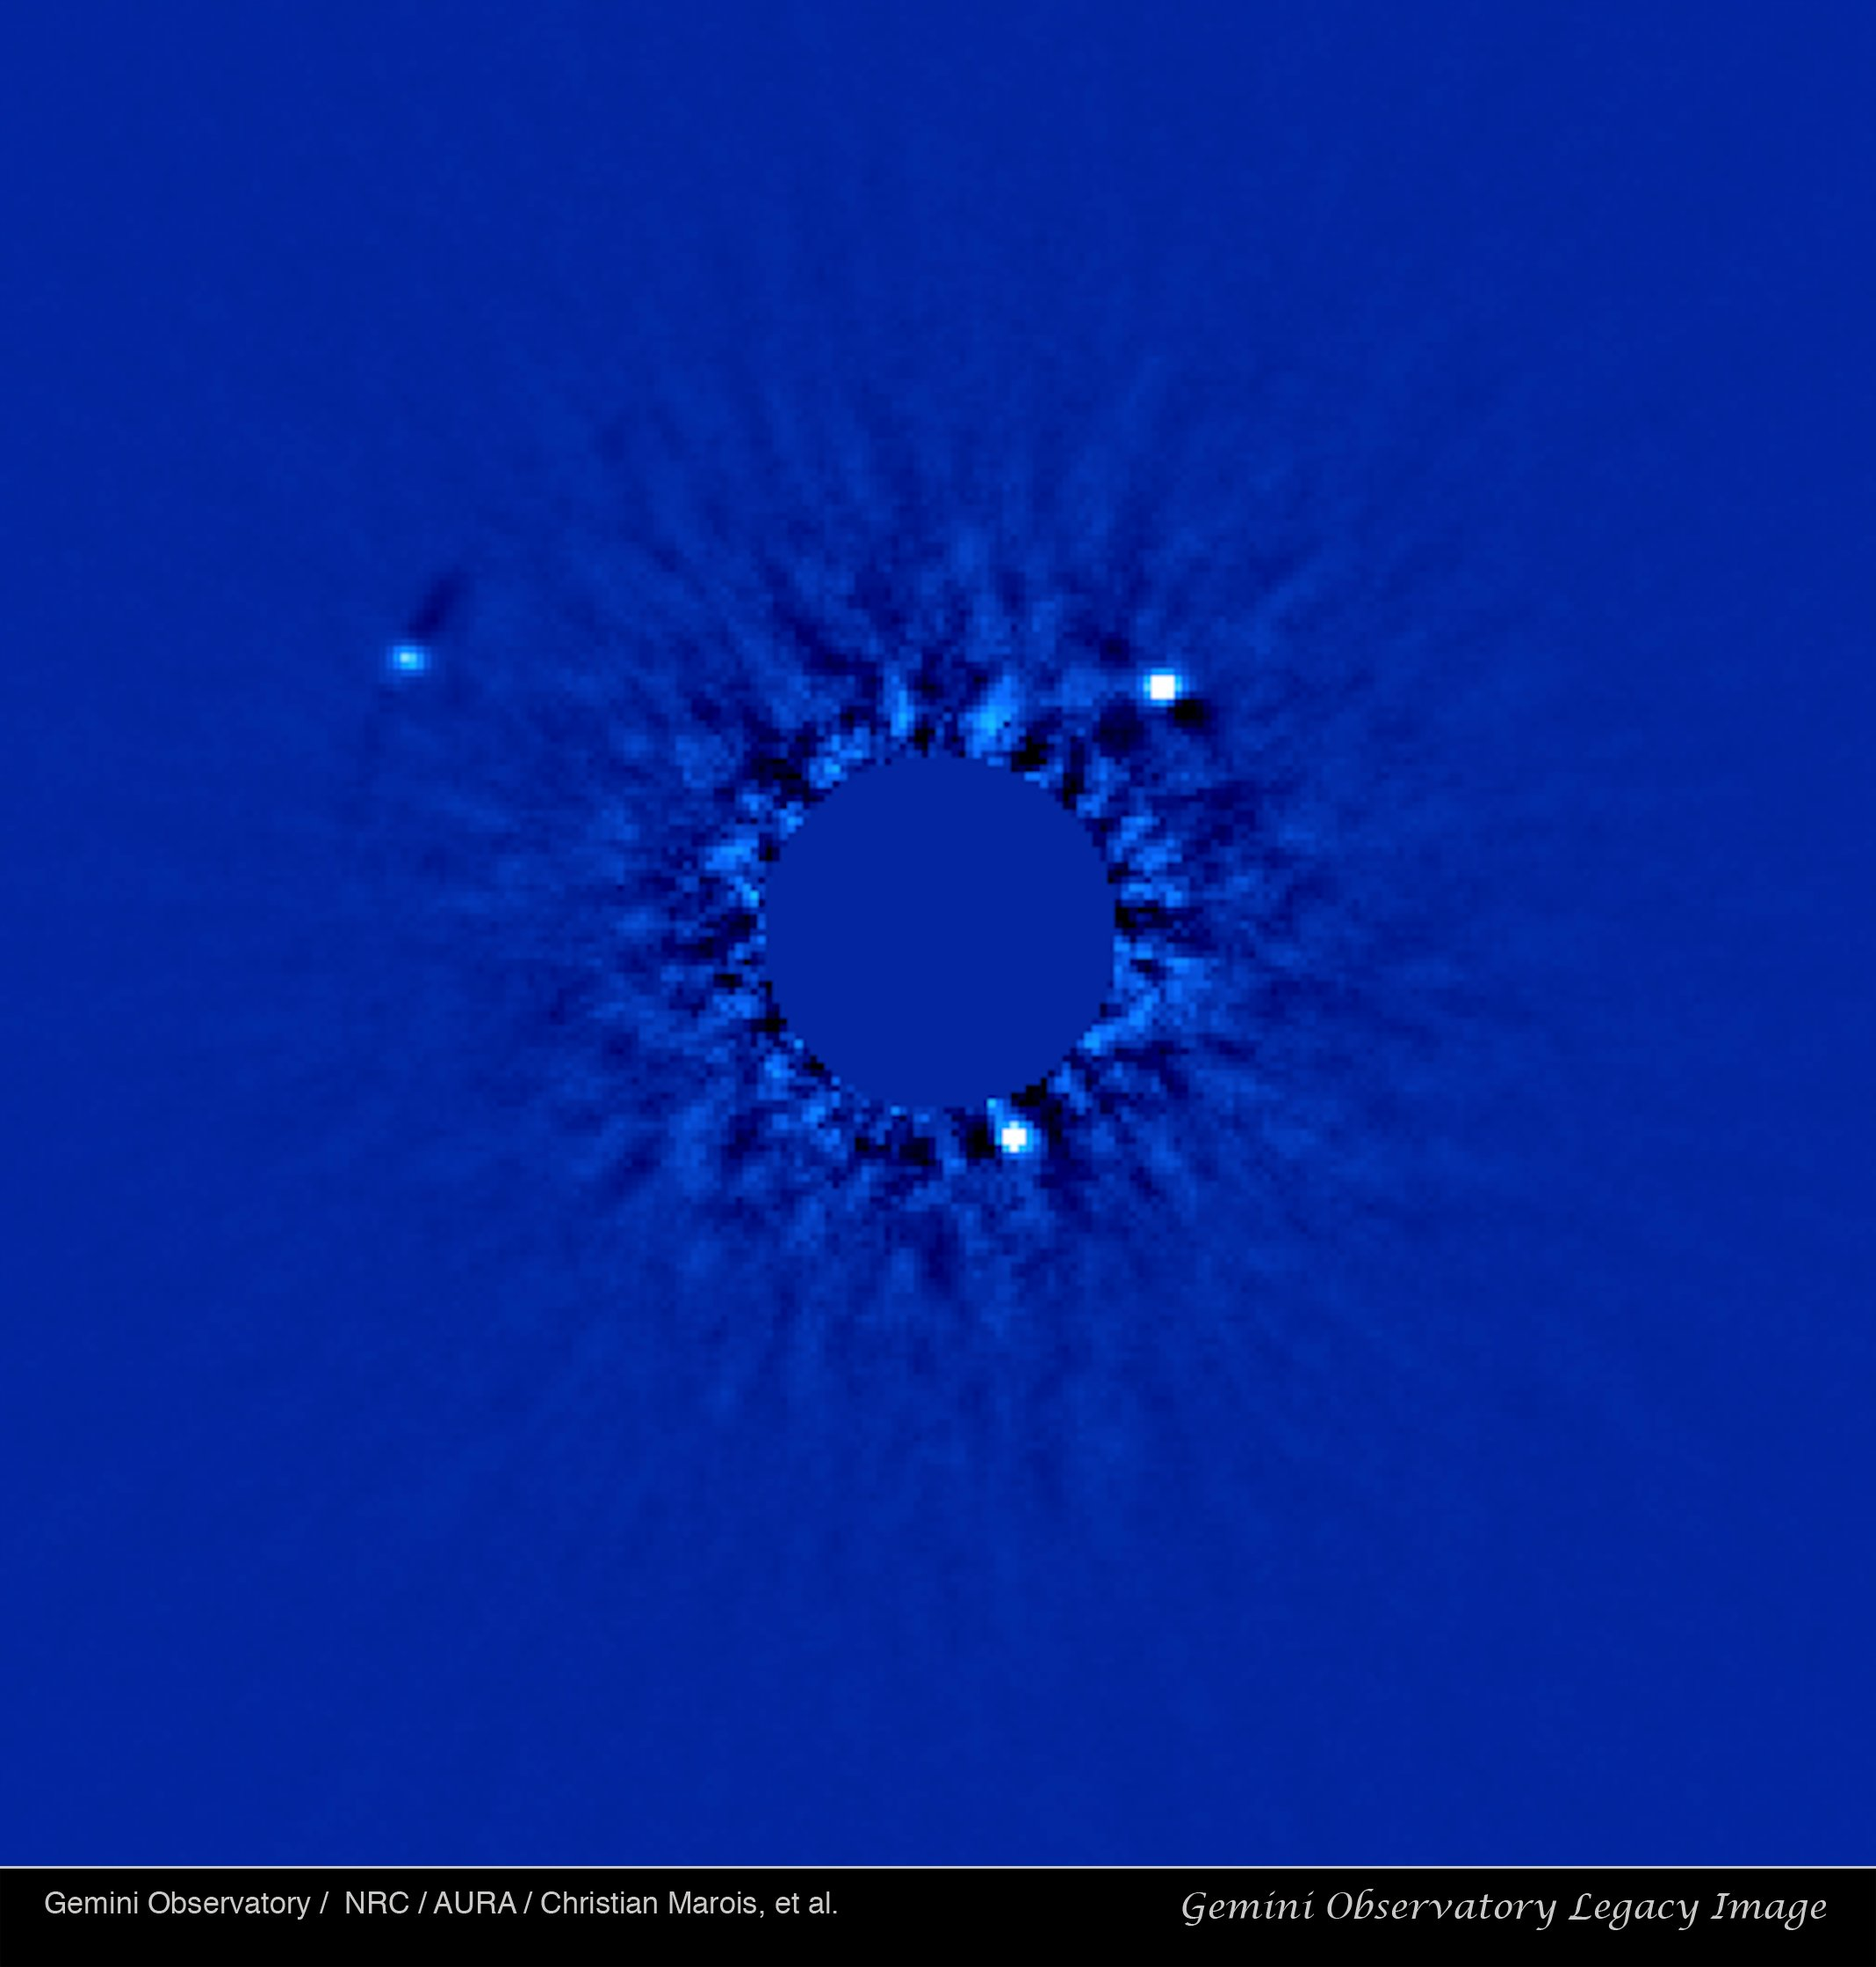 Gemini Observatory / NRC / AURA / Christian Marois, et al.
Gemini Observatory Legacy Image